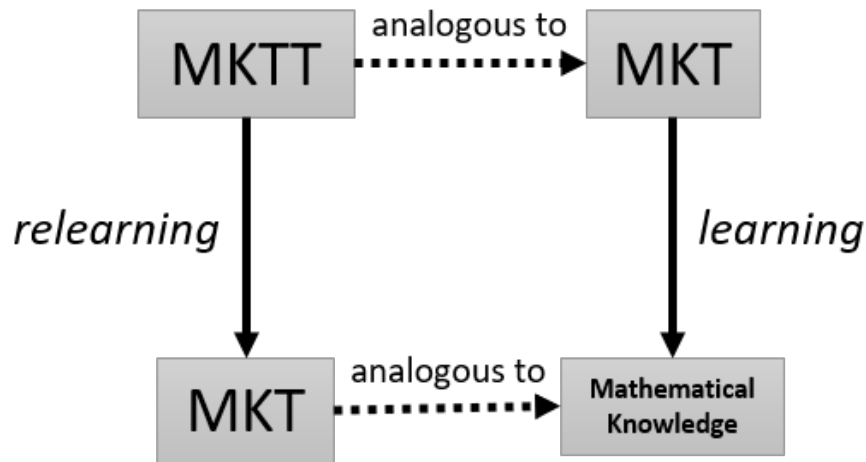 analogous to
MKTT
MKT
relearning
learning
analogous to
MKT
Mathematical
Knowledge